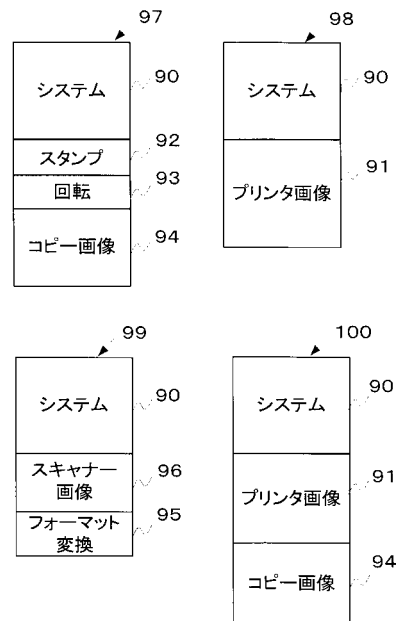 97
システム
90
スタンプ
92
回転
93
コピー画像
94
98
システム
90
プリンタ画像
91
99
システム
90
スキャナー
画像
96
フォーマット
変換
95
100
システム
90
プリンタ画像
91
コピー画像
94